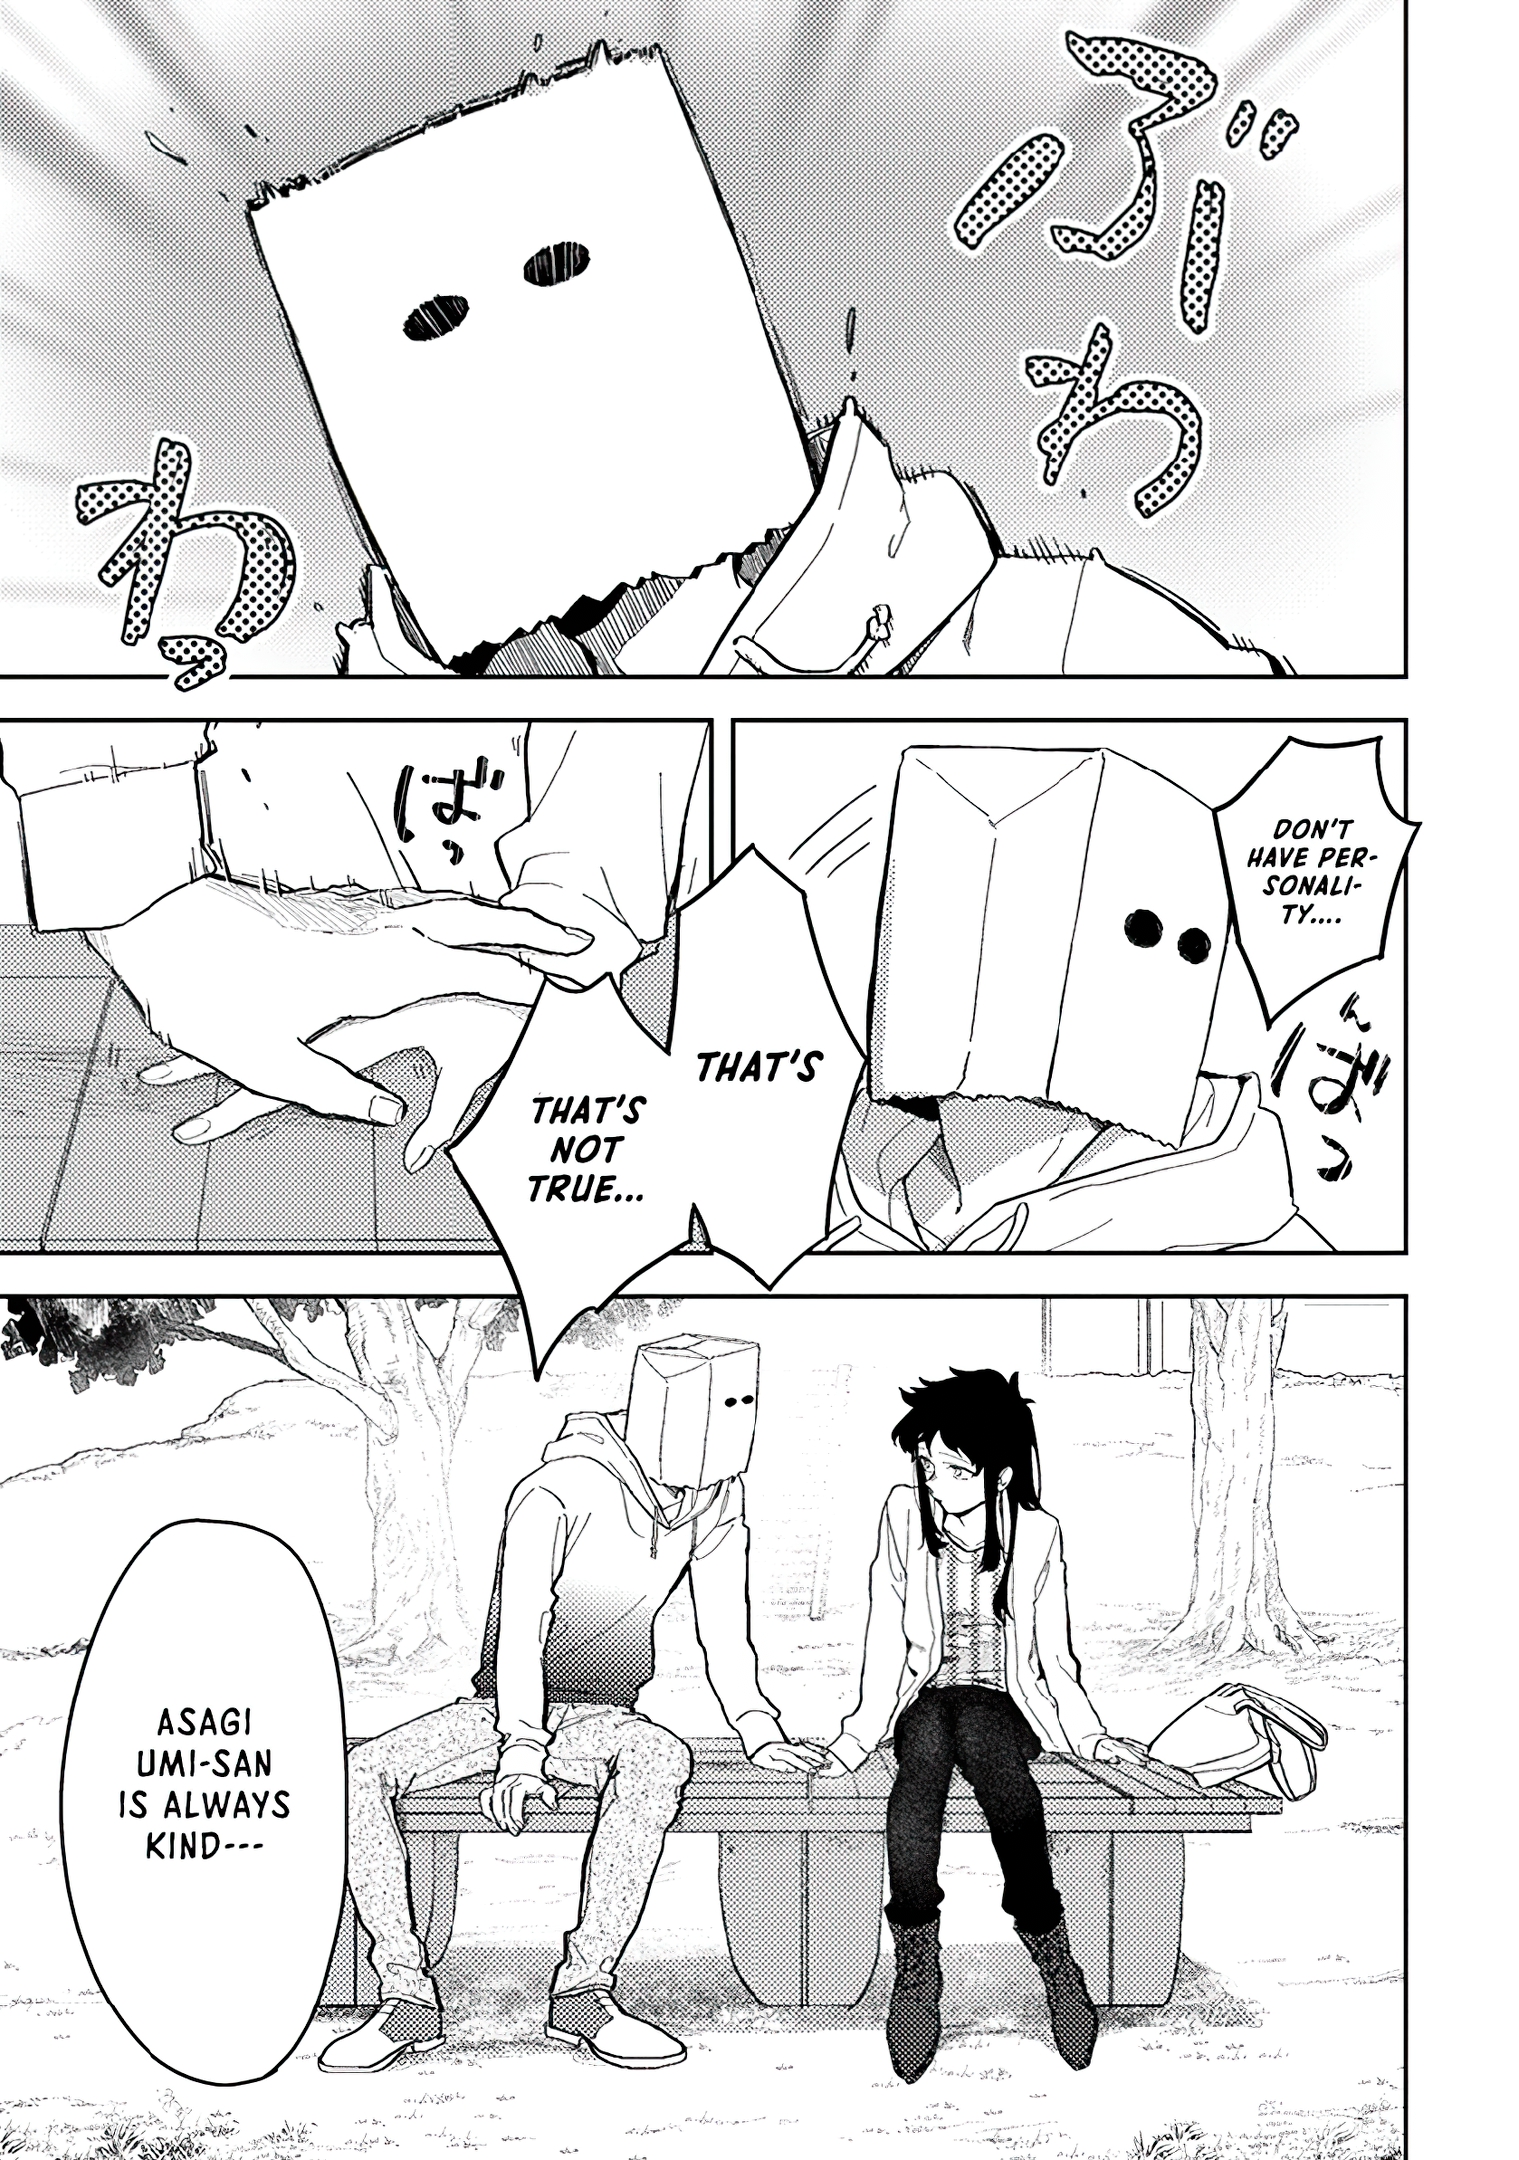 ぶわ
わっ
DON'T
HAVE PER-
SONALI-
TY....
ばっ
THAT'S
THAT'S
NOT
TRUE...
ばっ
ASAGI
UMI-SAN
IS ALWAYS
KIND---